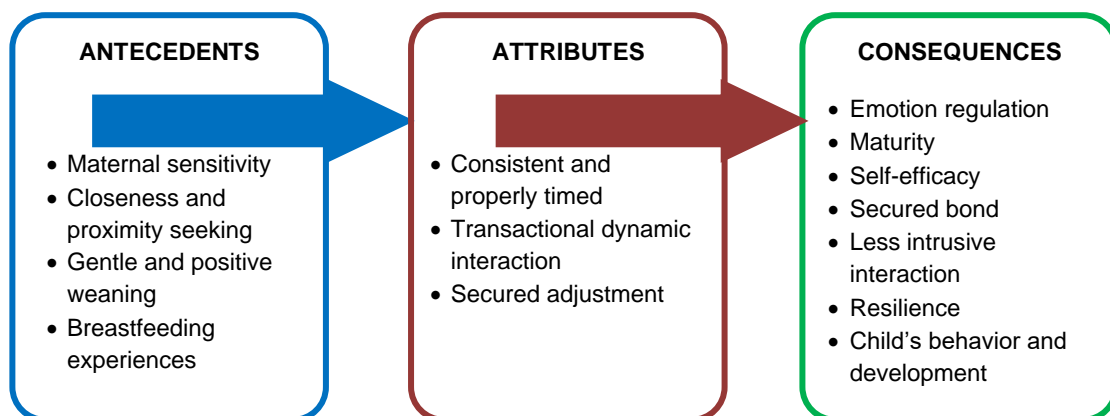 ANTECEDENTS
• Maternal sensitivity
• Closeness and
proximity seeking
• Gentle and positive
weaning
• Breastfeeding
experiences
ATTRIBUTES
• Consistent and
properly timed
• Transactional dynamic
interaction
• Secured adjustment
CONSEQUENCES
• Emotion regulation
• Maturity
• Self-efficacy
• Secured bond
• Less intrusive
interaction
• Resilience
• Child’s behavior and
development